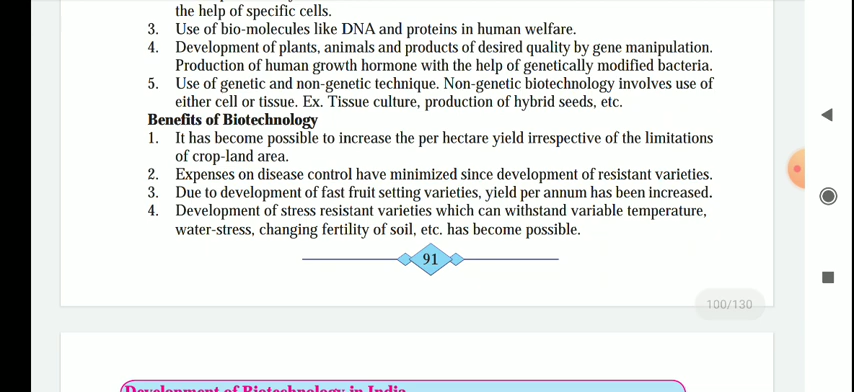 the help of specific cells.
3. Use of bio-molecules like DNA and proteins in human welfare.
4. Development of plants, animals and products of desired quality by gene manipulation.
Production of human growth hormone with the help of genetically modified bacteria.
5. Use of genetic and non-genetic technique. Non-genetic biotechnology involves use of
either cell or tissue. Ex. Tissue culture, production of hybrid seeds, etc.
Benefits of Biotechnology
1. It has become possible to increase the per hectare yield irrespective of the limitations
of crop-land area.
2. Expenses on disease control have minimized since development of resistant varieties.
3. Due to development of fast fruit setting varieties, yield per annum has been increased.
4. Development of stress resistant varieties which can withstand variable temperature,
water-stress, changing fertility of soil, etc. has become possible.
91
100/130
Development of Biotechnology in India